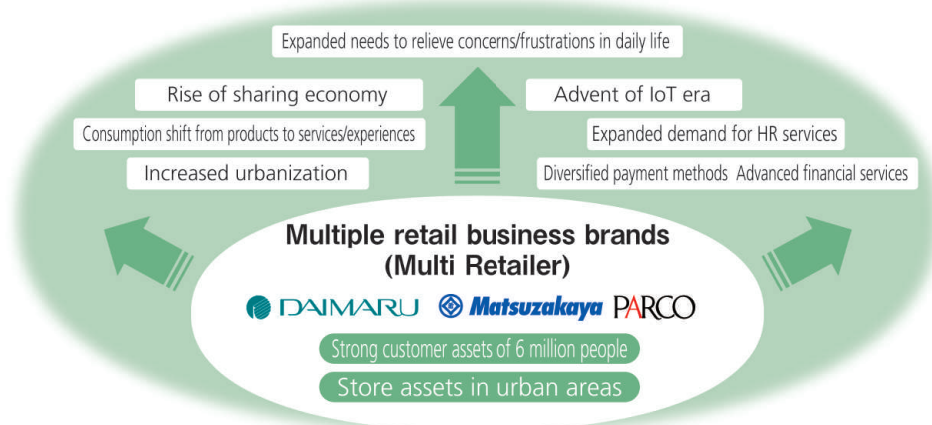 Expanded needs to relieve concerns/frustrations in daily life
Rise of sharing economy
Advent of IoT era
Consumption shift from products to services/experiences
Expanded demand for HR services
Increased urbanization
Diversified payment methods Advanced financial services
Multiple retail business brands
(Multi Retailer)
DAIMARU Matsuzakaya PARCO
Strong customer assets of 6 million people
Store assets in urban areas